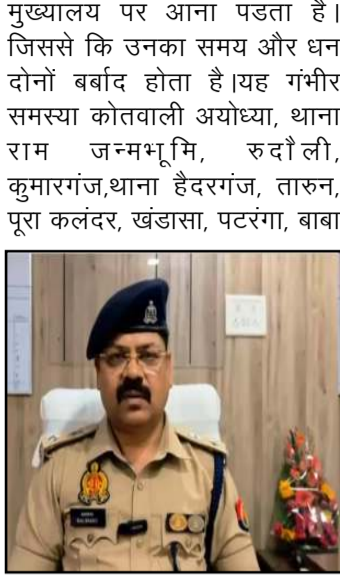 मुख्यालय पर आना पडता है।
जिससे कि उनका समय और धन
दोनों बर्बाद होता है।यह गंभीर
समस्या कोतवाली अयोध्या, थाना
राम जन्मभूमि, रुदौली,
कुमारगंज,थाना हैदरगंज, तारुन,
पूरा कलंदर, खंडासा, पटरंगा, बाबा